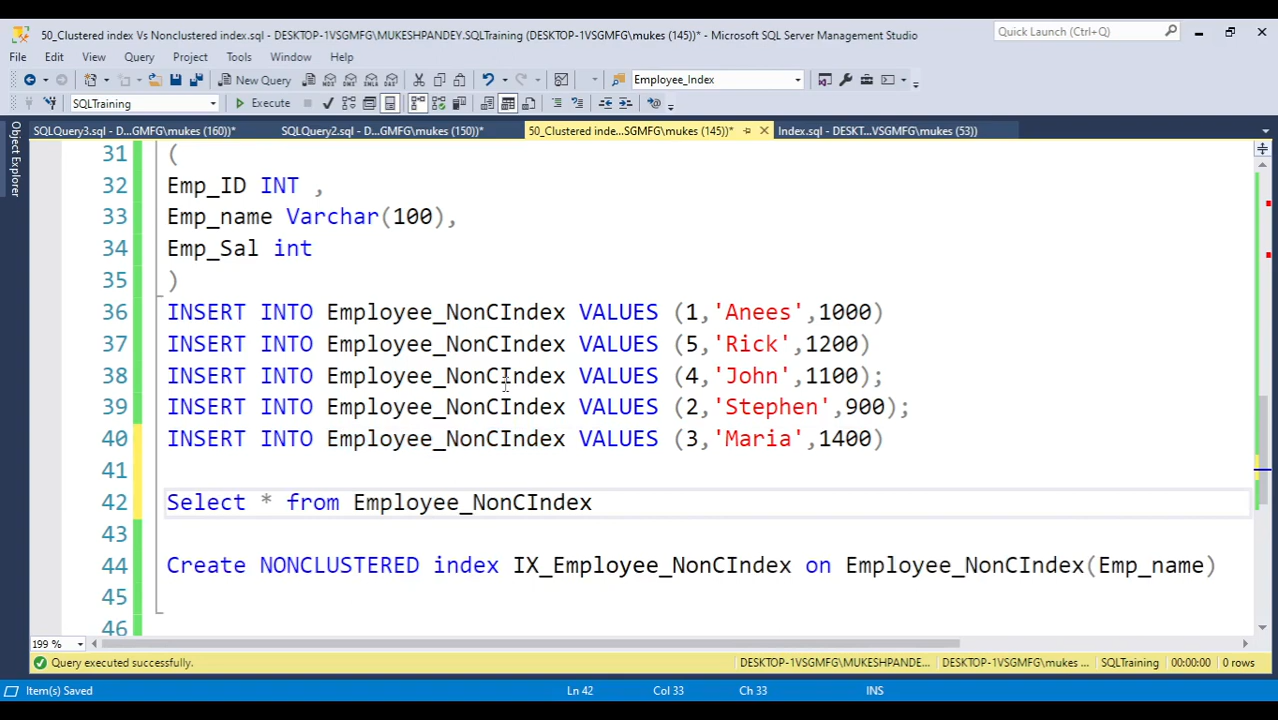 50_Clustered index Vs Nonclustered index.sql - DESKTOP-1VSGMFG\MUKESHPANDEY.SQLTraining (DESKTOP-1VSGMFG\mukes (145))* - Microsoft SQL Server Management Studio
Quick Launch (Ctrl+Q)
File Edit View Query Project Tools Window Help
New Query Employee_Index
SQLTraining Execute
SQLQuery3.sql - D...GMFG\mukes (160))* SQLQuery2.sql - D...GMFG\mukes (150))* 50_Clustered inde...SGMFG\mukes (145))* Index.sql - DESKT...VSGMFG\mukes (53))
Object Explorer
31 (
32 Emp_ID INT ,
33 Emp_name Varchar(100),
34 Emp_Sal int
35 )
36 INSERT INTO Employee_NonCIndex VALUES (1,'Anees',1000)
37 INSERT INTO Employee_NonCIndex VALUES (5,'Rick',1200)
38 INSERT INTO Employee_NonCIndex VALUES (4,'John',1100);
39 INSERT INTO Employee_NonCIndex VALUES (2,'Stephen',900);
40 INSERT INTO Employee_NonCIndex VALUES (3,'Maria',1400)
41
42 Select * from Employee_NonCIndex
43
44 Create NONCLUSTERED index IX_Employee_NonCIndex on Employee_NonCIndex(Emp_name)
45
46
199 %
Query executed successfully. DESKTOP-1VSGMFG\MUKESHPANDE... DESKTOP-1VSGMFG\mukes ... SQLTraining 00:00:00 0 rows
Item(s) Saved Ln 42 Col 33 Ch 33 INS